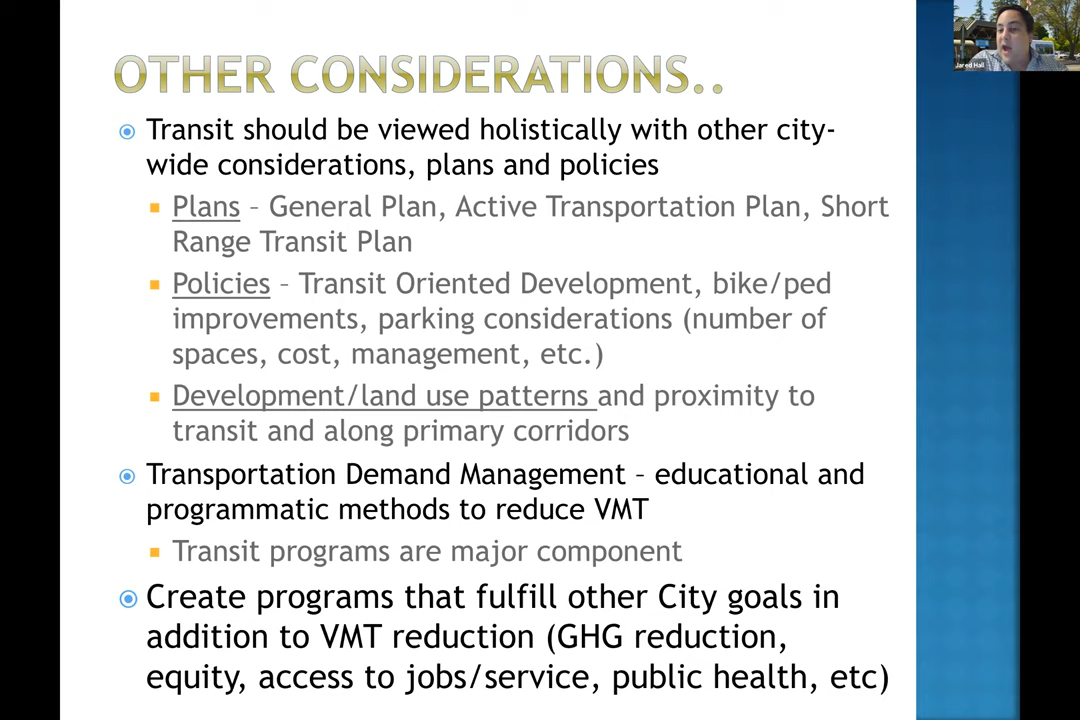 OTHER CONSIDERATIONS..
Transit should be viewed holistically with other city-
wide considerations, plans and policies
Plans – General Plan, Active Transportation Plan, Short
Range Transit Plan
Policies – Transit Oriented Development, bike/ped
improvements, parking considerations (number of
spaces, cost, management, etc.)
Development/land use patterns and proximity to
transit and along primary corridors
Transportation Demand Management – educational and
programmatic methods to reduce VMT
Transit programs are major component
Create programs that fulfill other City goals in
addition to VMT reduction (GHG reduction,
equity, access to jobs/service, public health, etc)
Jared Hall